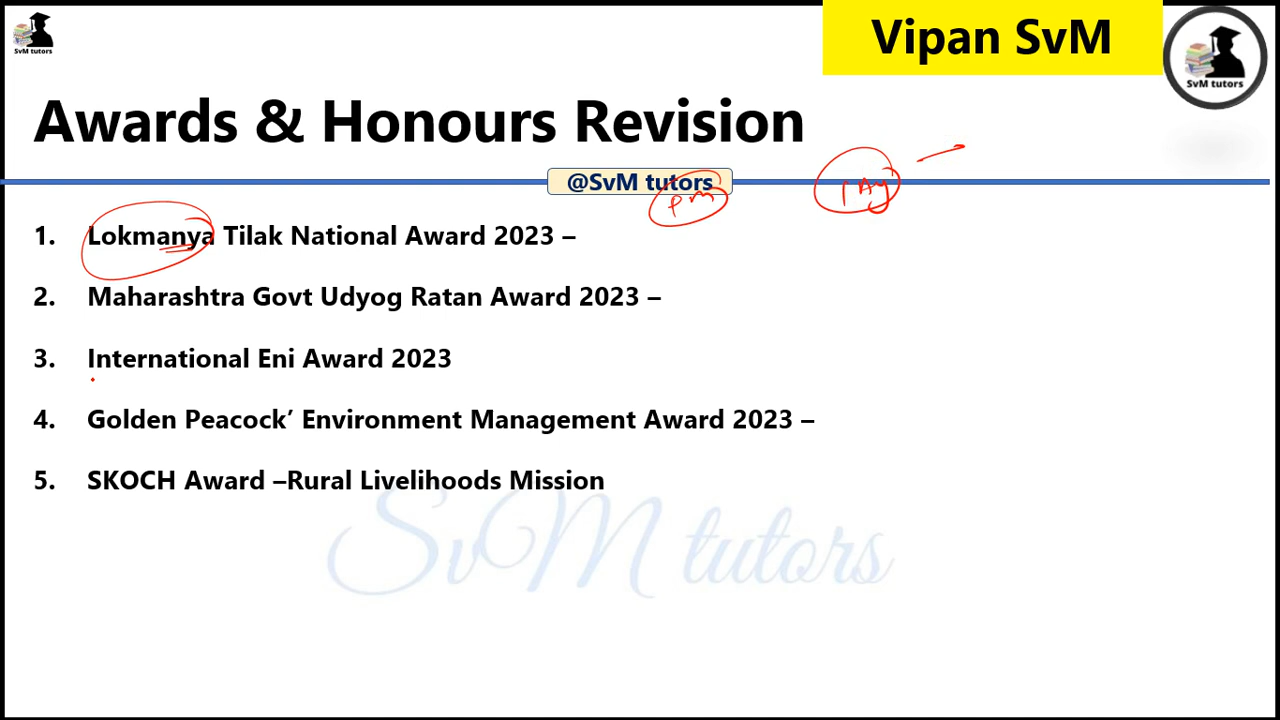 SvM tutors
Vipan SvM
SvM tutors
Awards & Honours Revision
@SvM tutors
PM
1. Lokmanya Tilak National Award 2023 –
2. Maharashtra Govt Udyog Ratan Award 2023 –
3. International Eni Award 2023
4. Golden Peacock’ Environment Management Award 2023 –
5. SKOCH Award –Rural Livelihoods Mission
SvM tutors